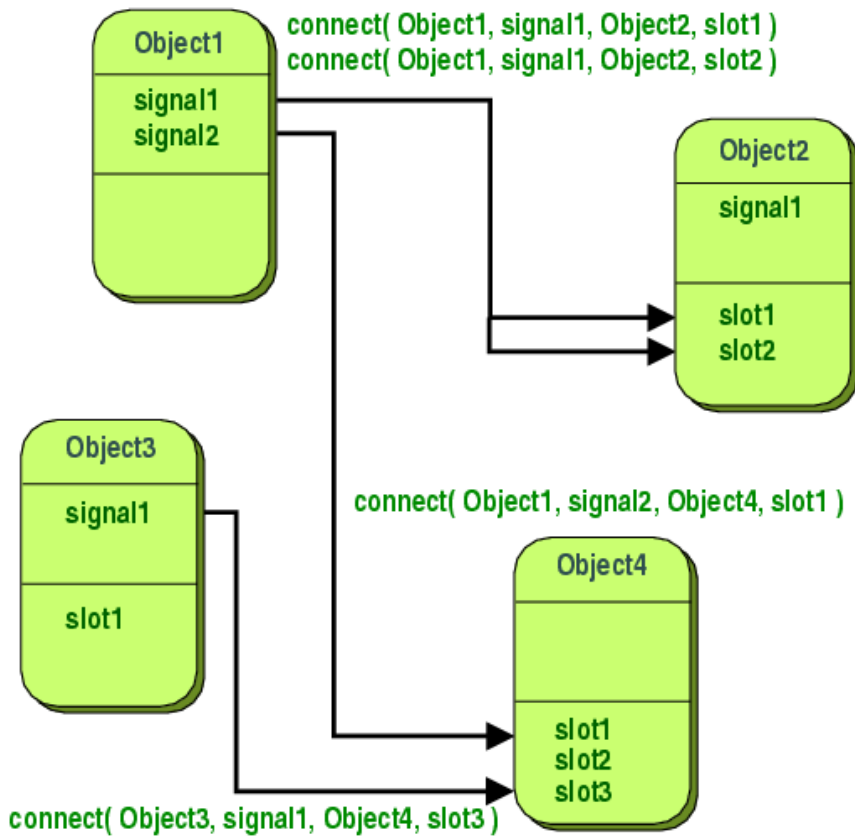 Object1
signal1
signal2
connect( Object1, signal1, Object2, slot1 )
connect( Object1, signal1, Object2, slot2 )
Object2
signal1
slot1
slot2
Object3
signal1
slot1
connect( Object1, signal2, Object4, slot1 )
Object4
slot1
slot2
slot3
connect( Object3, signal1, Object4, slot3 )